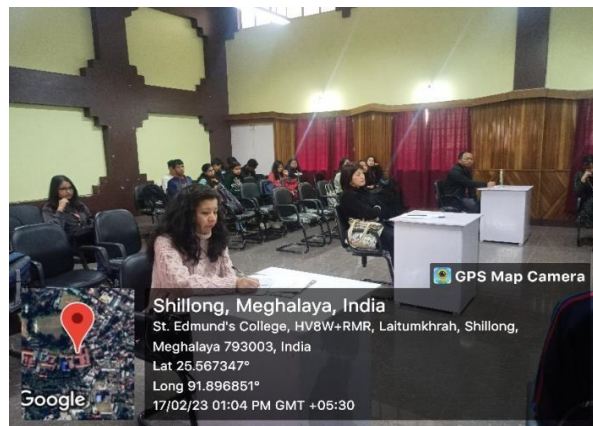 GPS Map Camera
Shillong, Meghalaya, India
St. Edmund's College, HV8W+RMR, Laitumkhrah, Shillong,
Meghalaya 793003, India
Lat 25.567347°
Long 91.896851°
17/02/23 01:04 PM GMT +05:30
Google